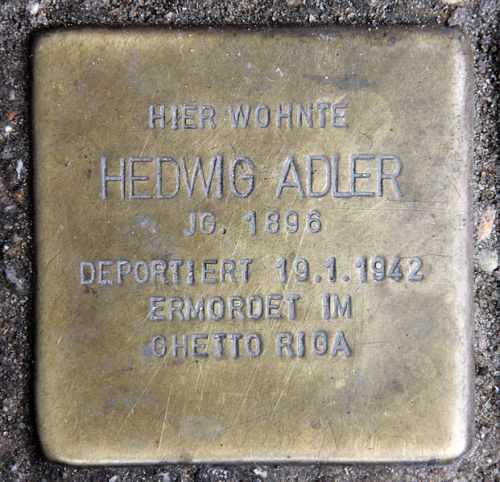 HIER WOHNTE
HEDWIG ADLER
JG. 1896
DEPORTIERT 19.1.1942
ERMORDET IM
GHETTO RIGA